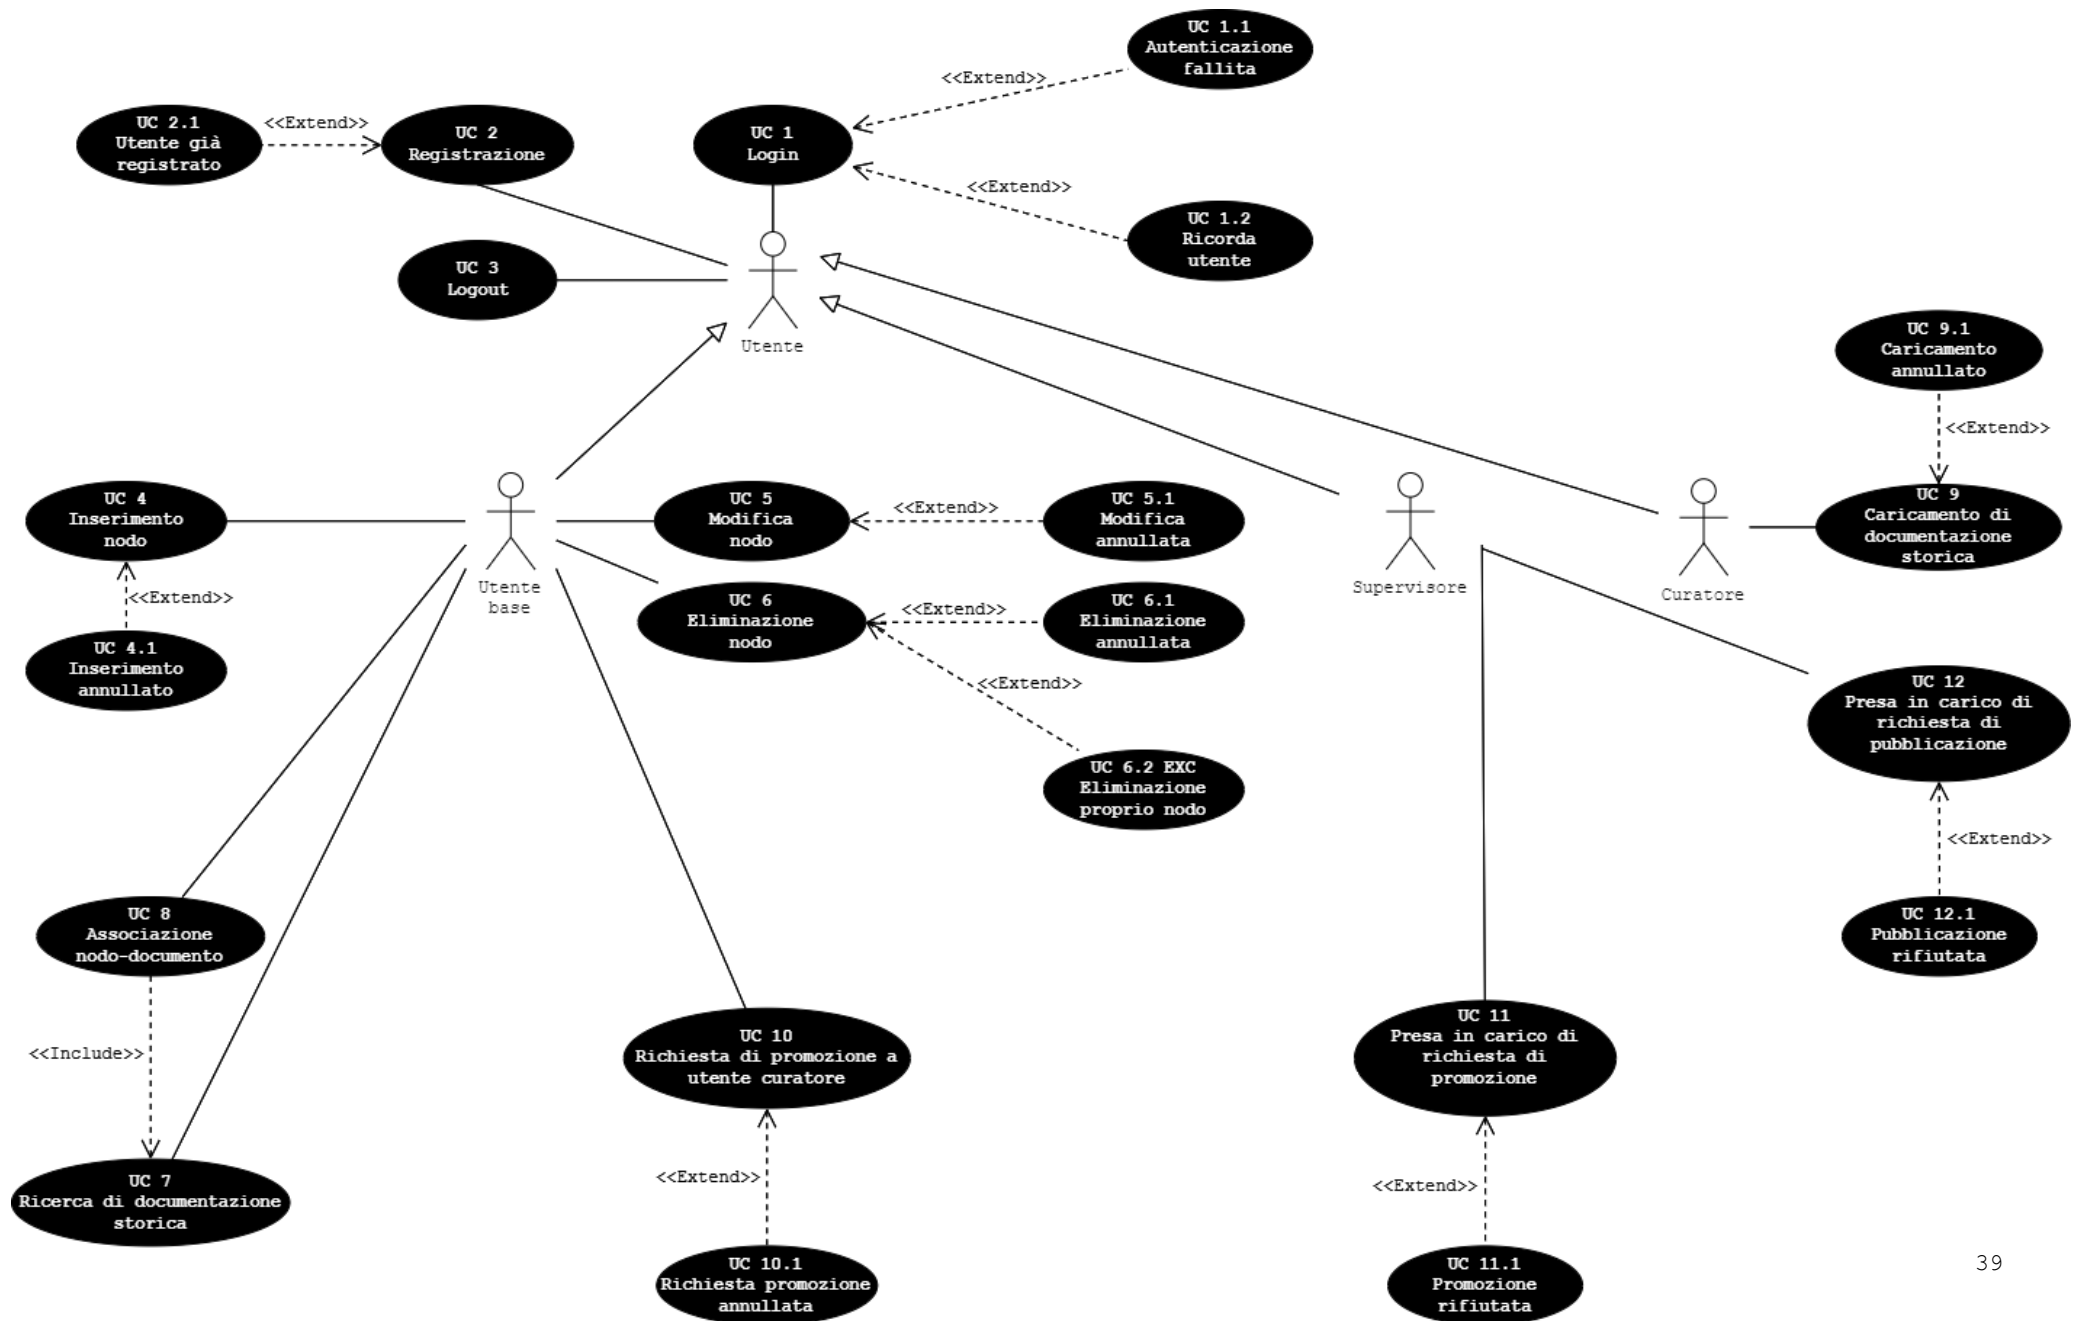 UC 1.1
Autenticazione
fallita
<<Extend>>
UC 2.1
Utente già
registrato
<<Extend>>
UC 2
Registrazione
UC 1
Login
<<Extend>>
UC 1.2
Ricorda
utente
UC 3
Logout
Utente
UC 9.1
Caricamento
annullato
<<Extend>>
UC 4
Inserimento
nodo
UC 5
Modifica
nodo
<<Extend>>
UC 5.1
Modifica
annullata
UC 9
Caricamento di
documentazione
storica
Utente
base
Supervisore
Curatore
<<Extend>>
UC 4.1
Inserimento
annullato
UC 6
Eliminazione
nodo
<<Extend>>
UC 6.1
Eliminazione
annullata
<<Extend>>
UC 6.2 EXC
Eliminazione
proprio nodo
UC 12
Presa in carico di
richiesta di
pubblicazione
<<Extend>>
UC 12.1
Pubblicazione
rifiutata
UC 8
Associazione
nodo-documento
<<Include>>
UC 7
Ricerca di documentazione
storica
UC 10
Richiesta di promozione a
utente curatore
<<Extend>>
UC 10.1
Richiesta promozione
annullata
UC 11
Presa in carico di
richiesta di
promozione
<<Extend>>
UC 11.1
Promozione
rifiutata
39